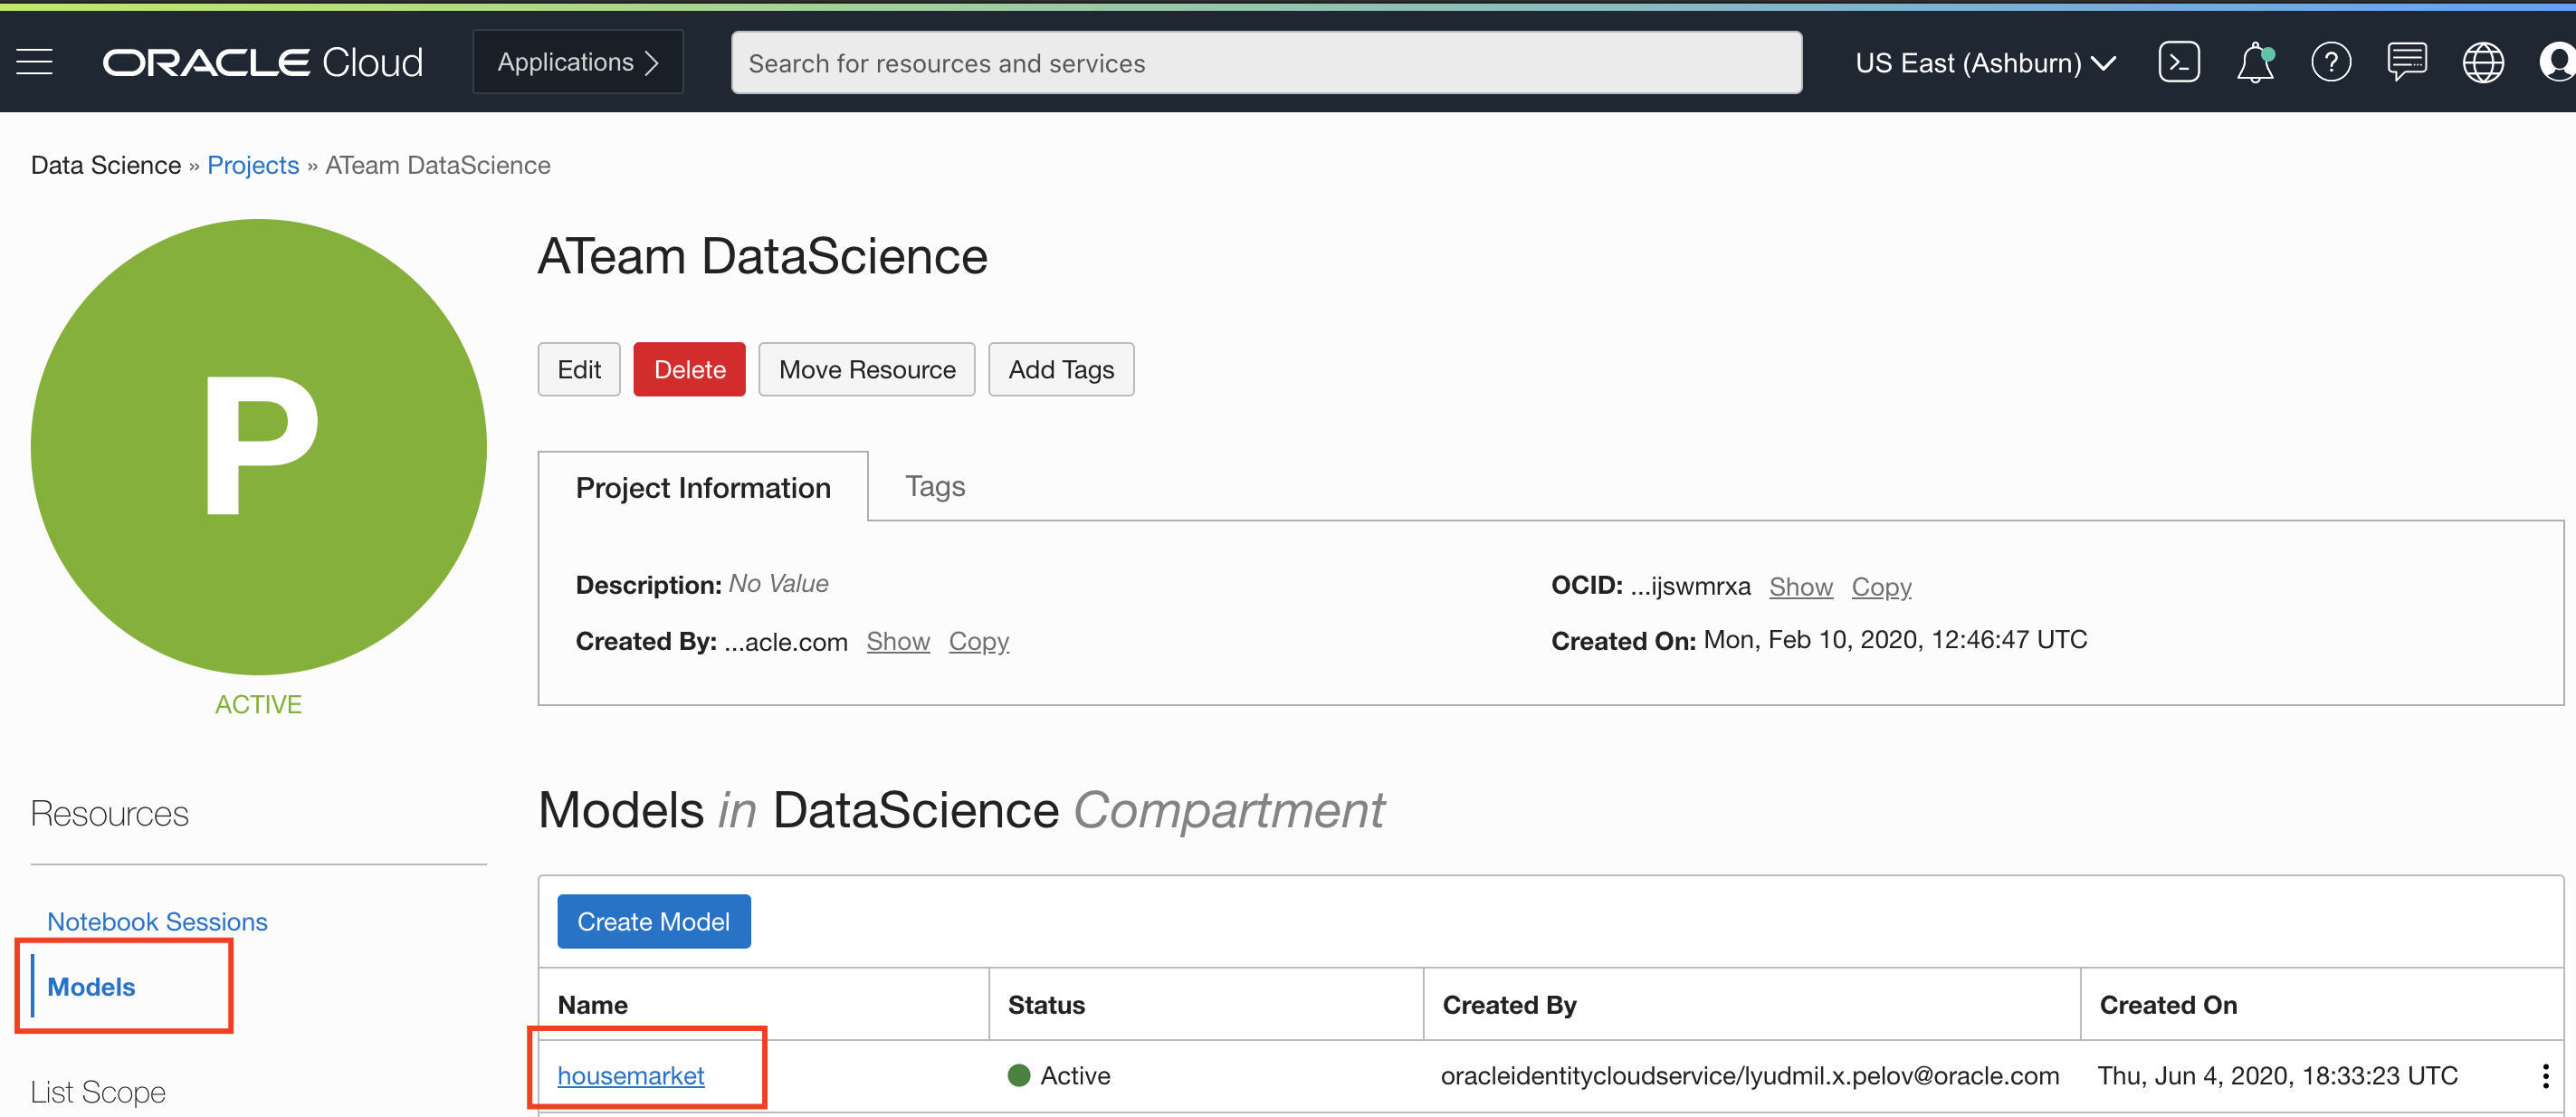 ORACLE Cloud
Applications
Search for resources and services
US East (Ashburn)
Data Science » Projects » ATeam DataScience
P
ACTIVE
ATeam DataScience
Edit
Delete
Move Resource
Add Tags
Project Information
Tags
Description: No Value
Created By: ...acle.com Show Copy
OCID: ...ijswmrxa Show Copy
Created On: Mon, Feb 10, 2020, 12:46:47 UTC
Resources
Notebook Sessions
Models
List Scope
Models in DataScience Compartment
Create Model
Name Status Created By Created On
housemarket Active oracleidentitycloudservice/lyudmil.x.pelov@oracle.com Thu, Jun 4, 2020, 18:33:23 UTC